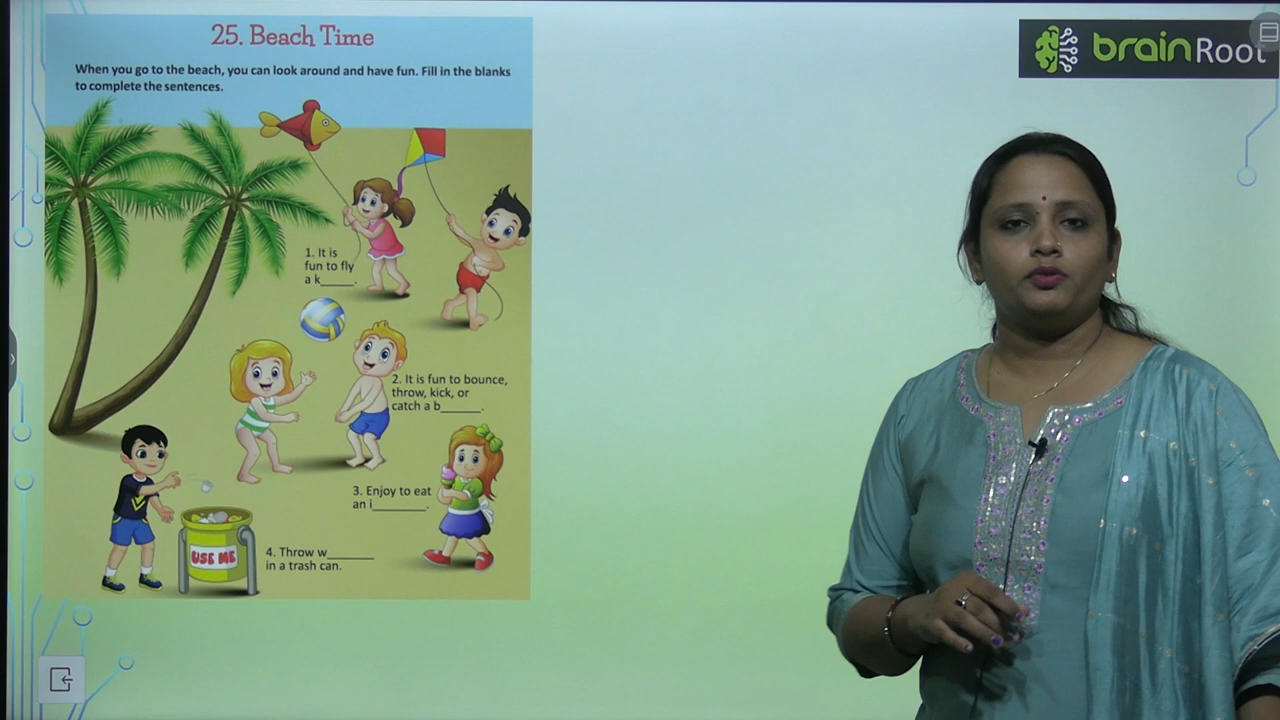 25. Beach Time
When you go to the beach, you can look around and have fun. Fill in the blanks
to complete the sentences.
1. It is
fun to fly
a k_____.
2. It is fun to bounce,
throw, kick, or
catch a b______.
3. Enjoy to eat
an i________.
USE ME
4. Throw w_______
in a trash can.
brainRoot